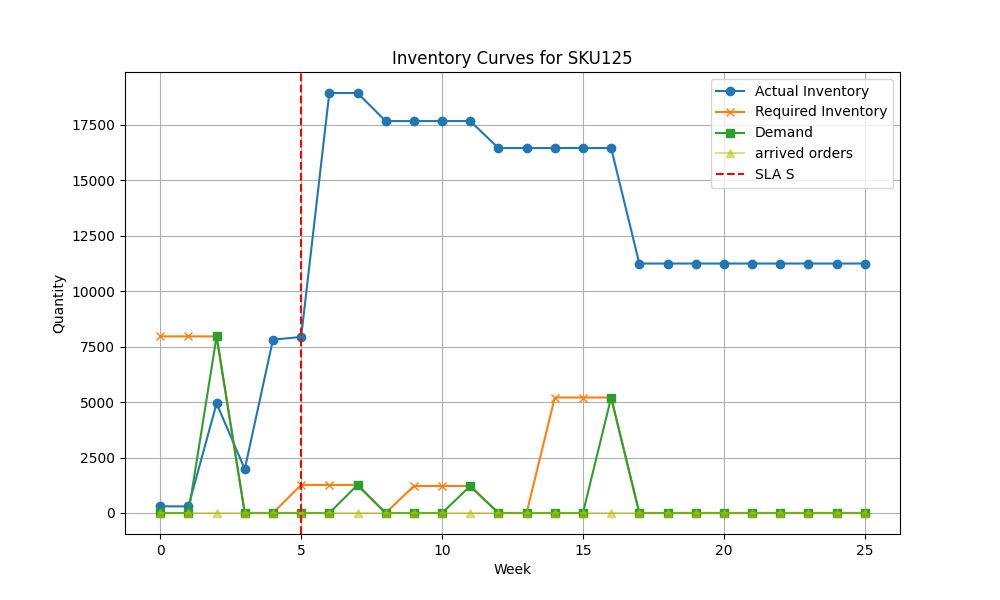 Inventory Curves for SKU125
Actual Inventory
Required Inventory
Demand
arrived orders
SLA S
Quantity
17500
15000
12500
10000
7500
5000
2500
0
0 5 10 15 20 25
Week